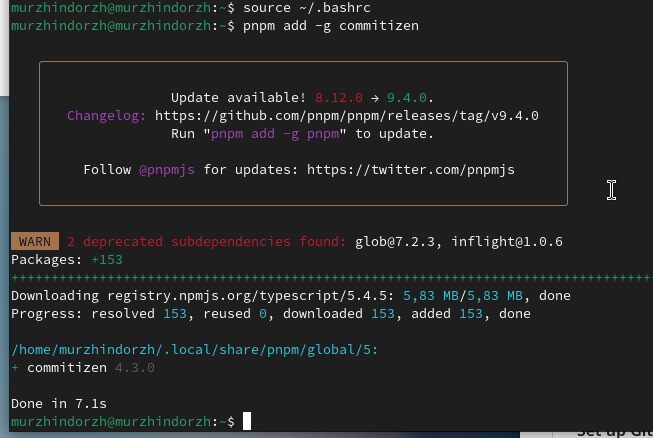 murzhindorzh@murzhindorzh:~$ source ~/.bashrc
murzhindorzh@murzhindorzh:~$ pnpm add -g commitizen
Update available! 8.12.0 → 9.4.0.
Changelog: https://github.com/pnpm/pnpm/releases/tag/v9.4.0
Run "pnpm add -g pnpm" to update.
Follow @pnpmjs for updates: https://twitter.com/pnpmjs
WARN 2 deprecated subdependencies found: glob@7.2.3, inflight@1.0.6
Packages: +153
+++++++++++++++++++++++++++++++++++++++++++++++++++++++++++++++++++++++++++++++
Downloading registry.npmjs.org/typescript/5.4.5: 5,83 MB/5,83 MB, done
Progress: resolved 153, reused 0, downloaded 153, added 153, done
/home/murzhindorzh/.local/share/pnpm/global/5:
+ commitizen 4.3.0
Done in 7.1s
murzhindorzh@murzhindorzh:~$